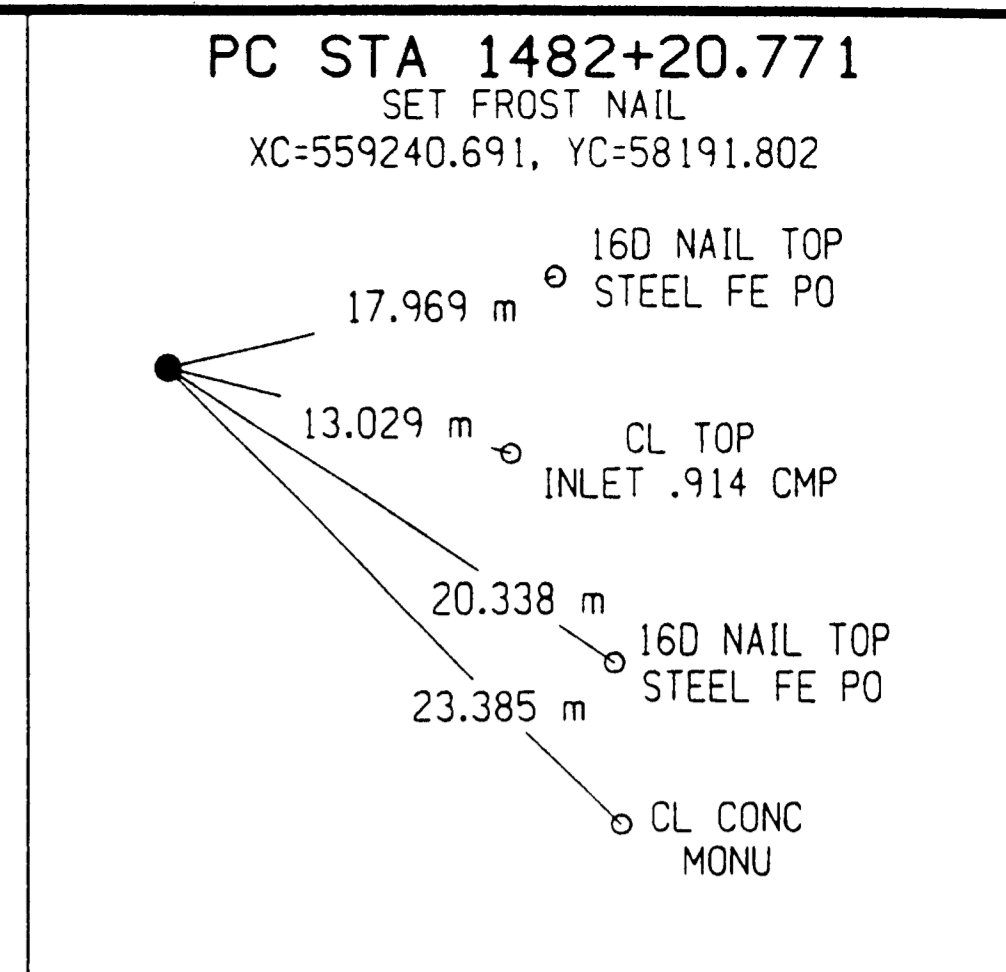 PC STA 1482+20.771
SET FROST NAIL
XC=559240.691, YC=58191.802
16D NAIL TOP
STEEL FE PO
17.969 m
13.029 m
CL TOP
INLET .914 CMP
20.338 m
16D NAIL TOP
STEEL FE PO
23.385 m
CL CONC
MONU